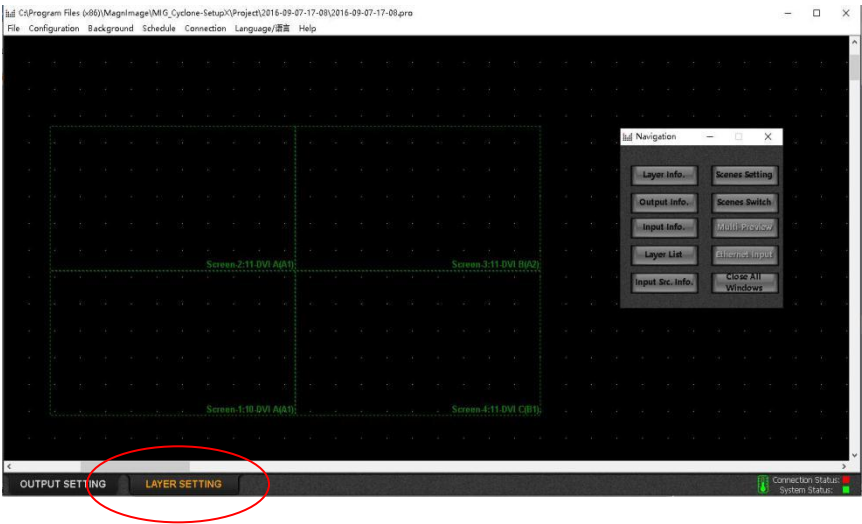 C:\Program Files (x86)\MagnImage\MIG_Cyclone-SetupX\Project\2016-09-07-17-08\2016-09-07-17-08.pro
File Configuration Background Schedule Connection Language/语言 Help
Navigation
Layer Info. Scenes Setting
Output Info. Scenes Switch
Input Info. Multi-Preview
Layer List Ethernet Input
Input Src. Info. Close All
Windows
Screen-2:11-DVI A(A1) Screen-3:11-DVI B(A2)
Screen-1:10-DVI A(A1) Screen-4:11-DVI C(B1)
OUTPUT SETTING LAYER SETTING
Connection Status:
System Status: